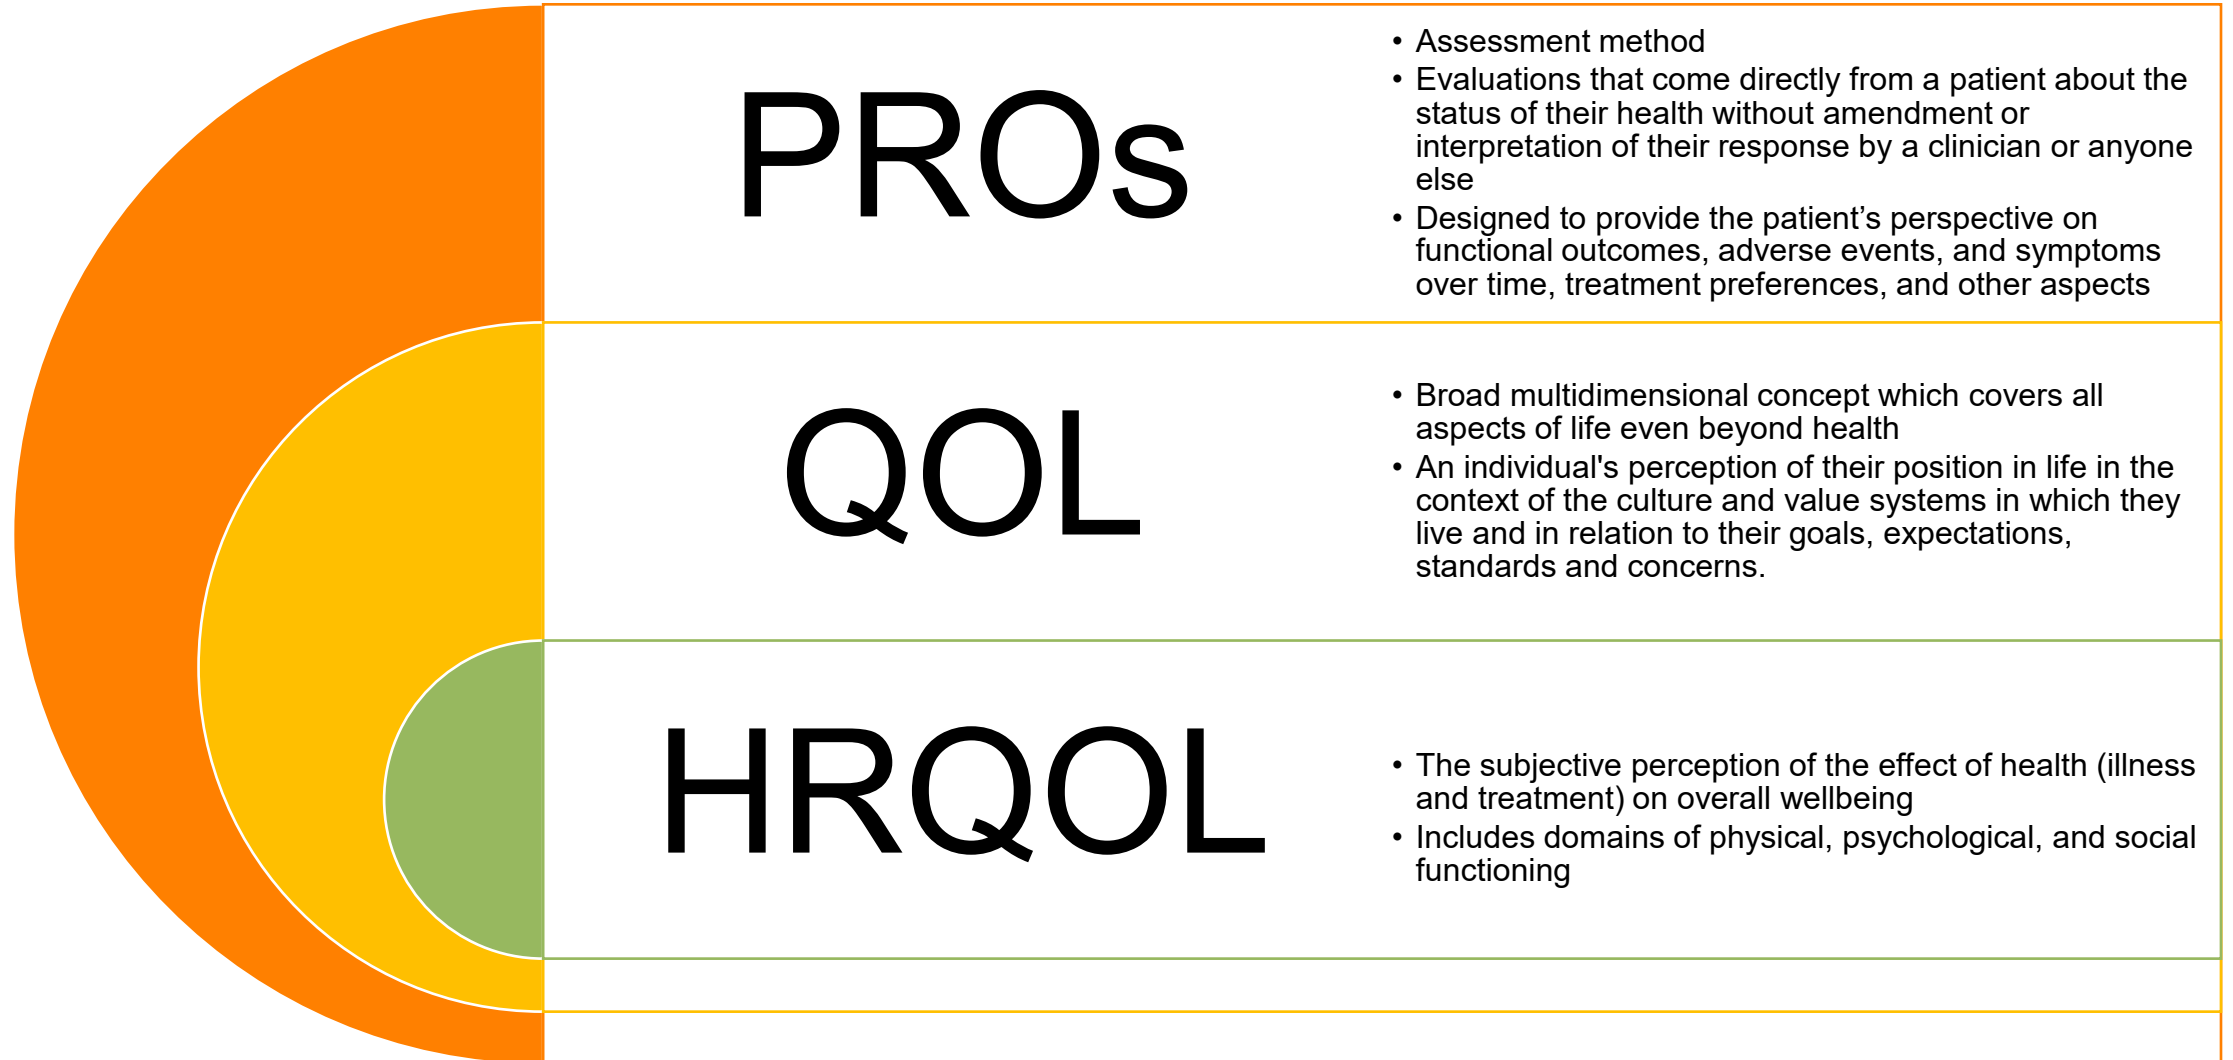 PROs
• Assessment method
• Evaluations that come directly from a patient about the
status of their health without amendment or
interpretation of their response by a clinician or anyone
else
• Designed to provide the patient’s perspective on
functional outcomes, adverse events, and symptoms
over time, treatment preferences, and other aspects
QOL
• Broad multidimensional concept which covers all
aspects of life even beyond health
• An individual's perception of their position in life in the
context of the culture and value systems in which they
live and in relation to their goals, expectations,
standards and concerns.
HRQOL
• The subjective perception of the effect of health (illness
and treatment) on overall wellbeing
• Includes domains of physical, psychological, and social
functioning